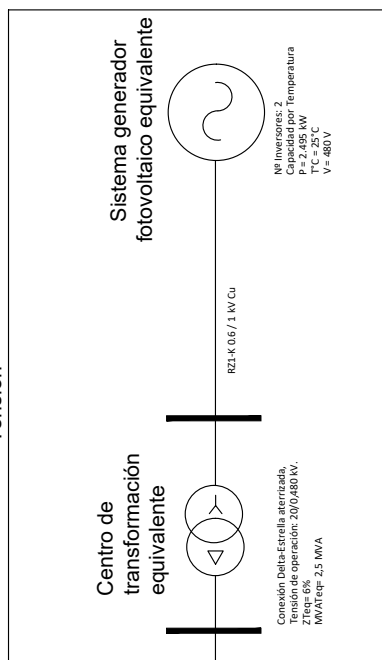 Sistema generador
fotovoltaico equivalente
Nº Inversores: 2
Capacidad por Temperatura
P = 2,495 kW
TºC = 25°C
V = 480 V
RZ1-K 0.6 / 1 kV Cu
Centro de
transformación
equivalente
Conexión Delta-Estrella aterrizada,
Tensión de operación: 20/0,480 kV.
ZTeq= 6%
MVATeq= 2,5 MVA